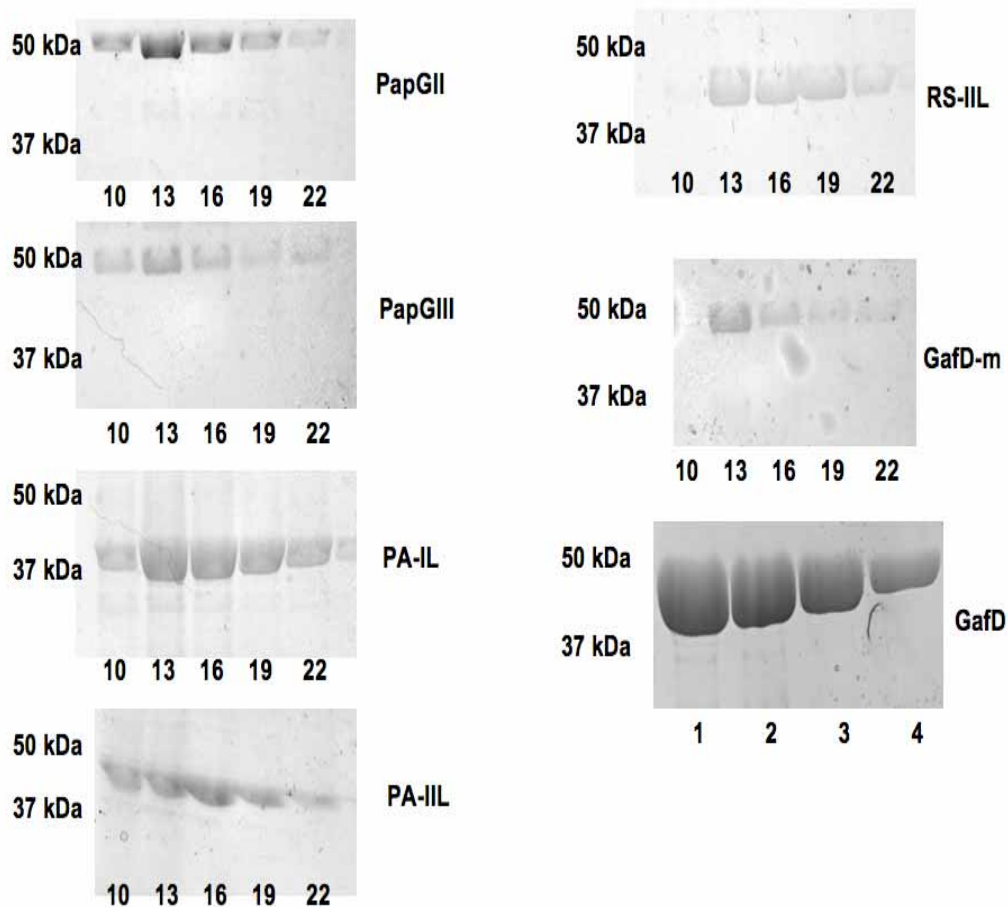 50 kDa
PapGII
37 kDa
10 13 16 19 22
50 kDa
PapGIII
37 kDa
10 13 16 19 22
50 kDa
PA-IL
37 kDa
10 13 16 19 22
50 kDa
PA-IIL
37 kDa
10 13 16 19 22
50 kDa
RS-IIL
37 kDa
10 13 16 19 22
50 kDa
GafD-m
37 kDa
10 13 16 19 22
50 kDa
GafD
37 kDa
1 2 3 4